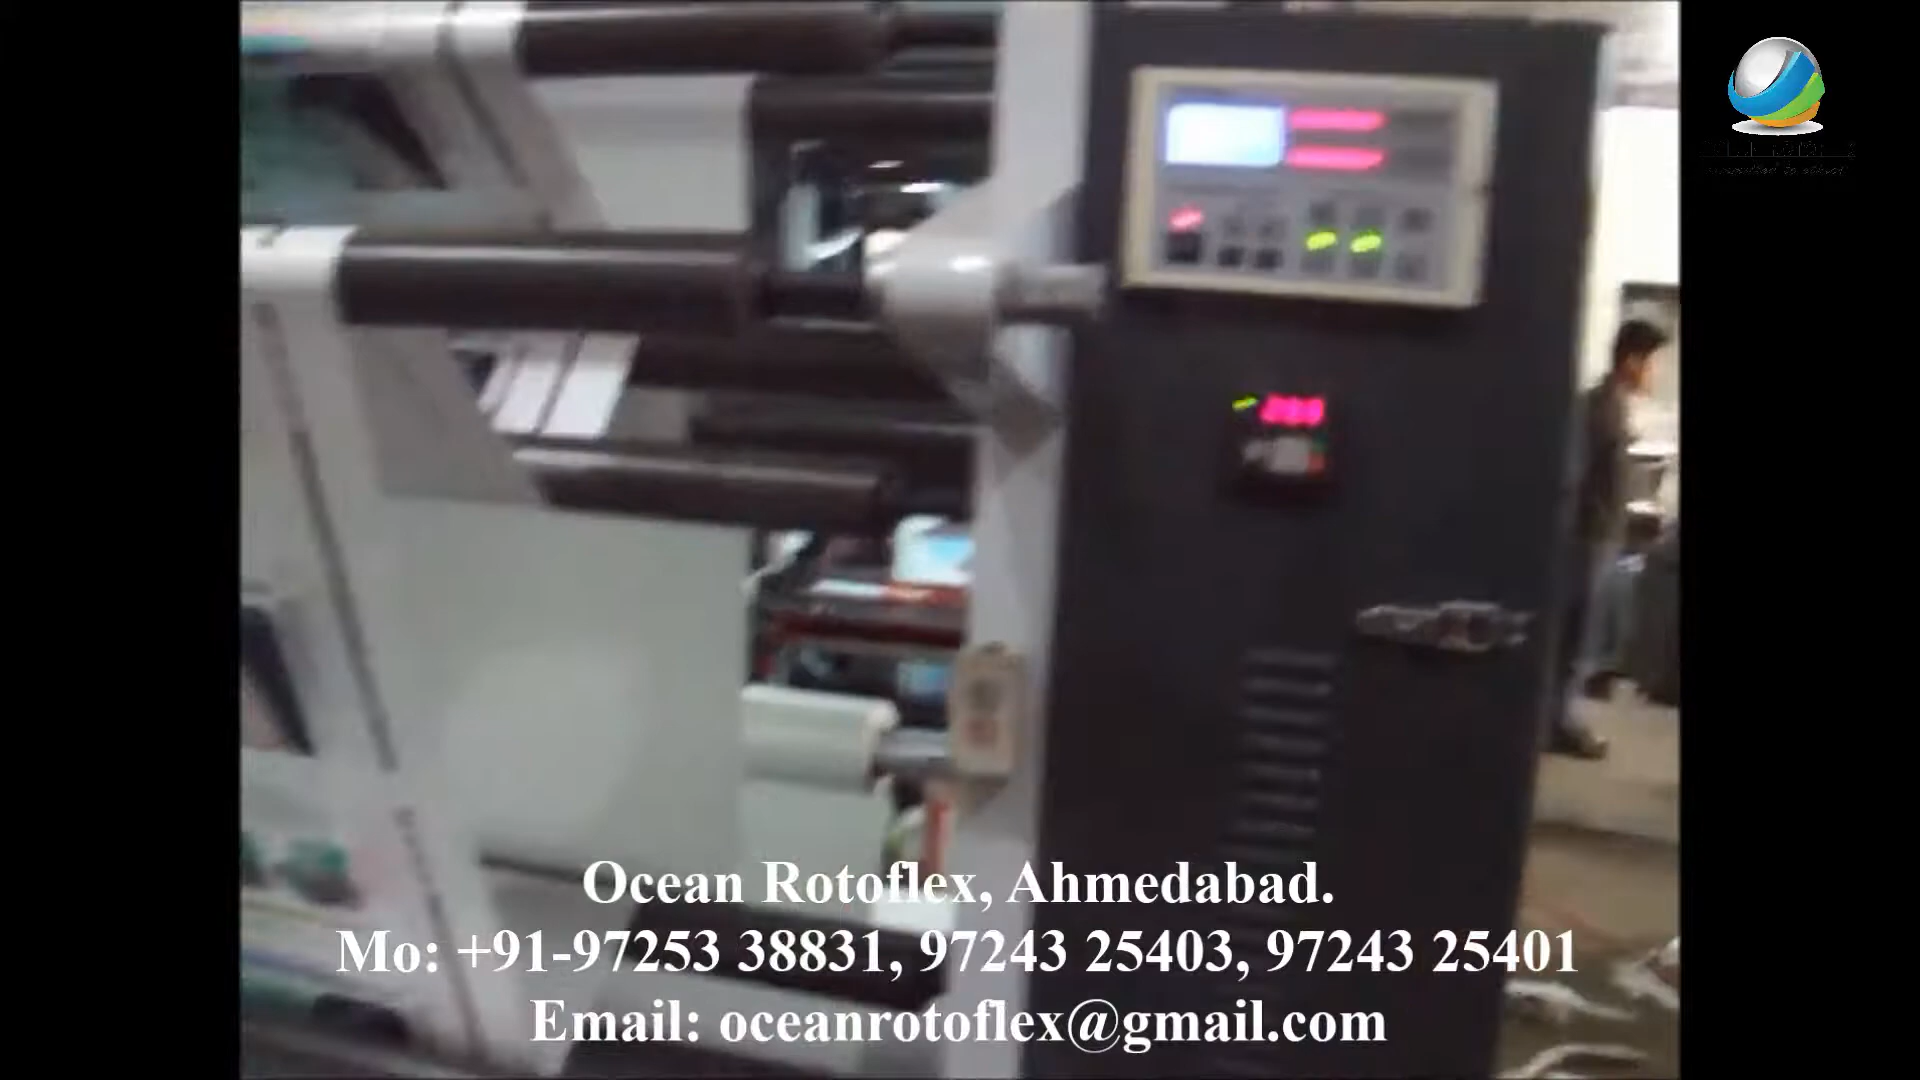 Ocean Rotoflex, Ahmedabad.
Mo: +91-97253 38831, 97243 25403, 97243 25401
Email: oceanrotoflex@gmail.com